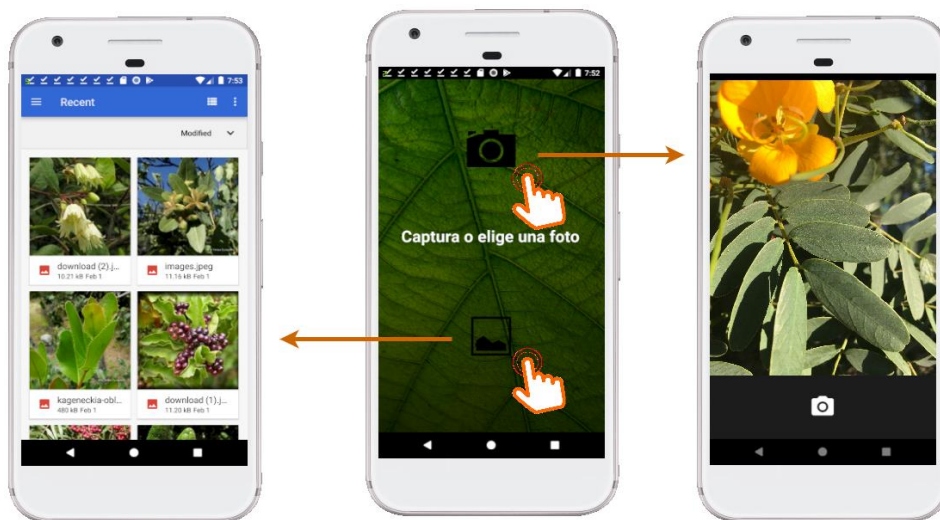 7:53
Recent
Modified
download (2).j...
10.21 kB Feb 1
images.jpeg
11.16 kB Feb 1
kageneckia-obl...
480 kB Feb 1
download (1).j...
11.20 kB Feb 1
7:52
Captura o elige una foto